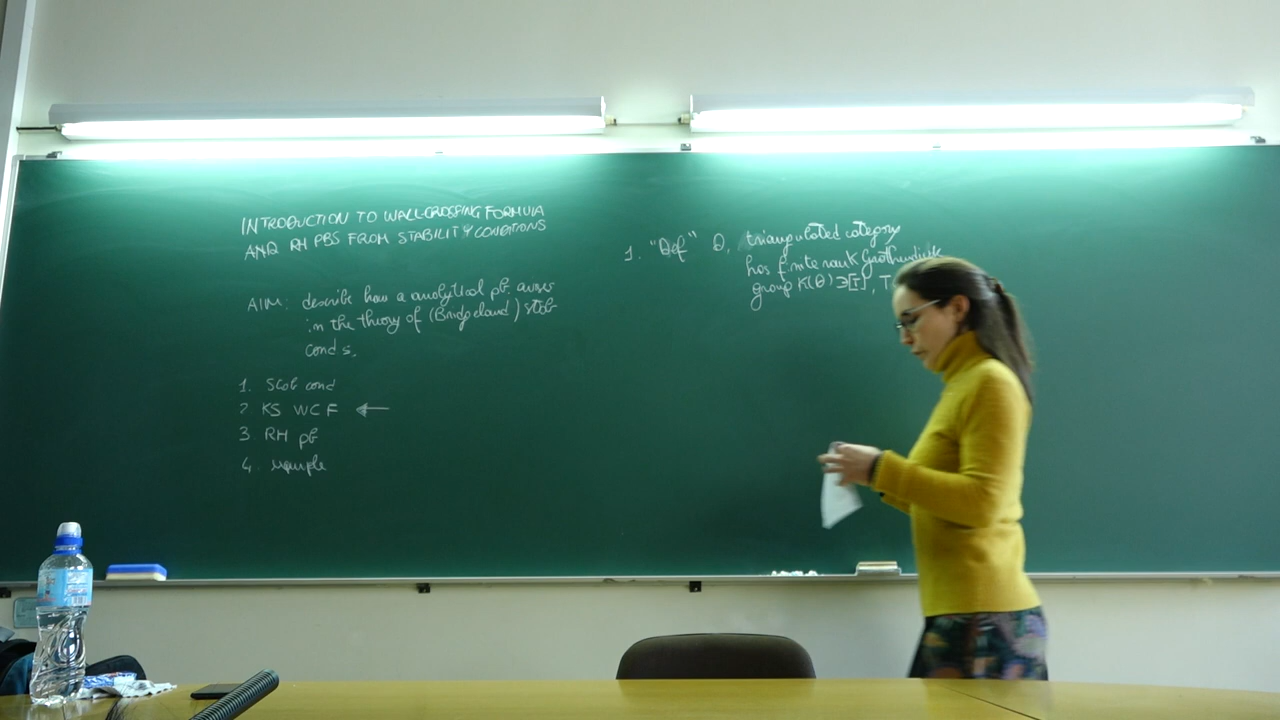 INTRODUCTION TO WALL-CROSSING FORMULA
AND RH PBS FROM STABILITY CONDITIONS
AIM: describe how a analytical pb arises
in the theory of (Bridgeland) stab
conds.
1. Stab cond
2. KS WCF ←
3. RH pb
4. example
1. "Def" D, triangulated category
has finite rank Grothendieck
group K(D)∋[E], T